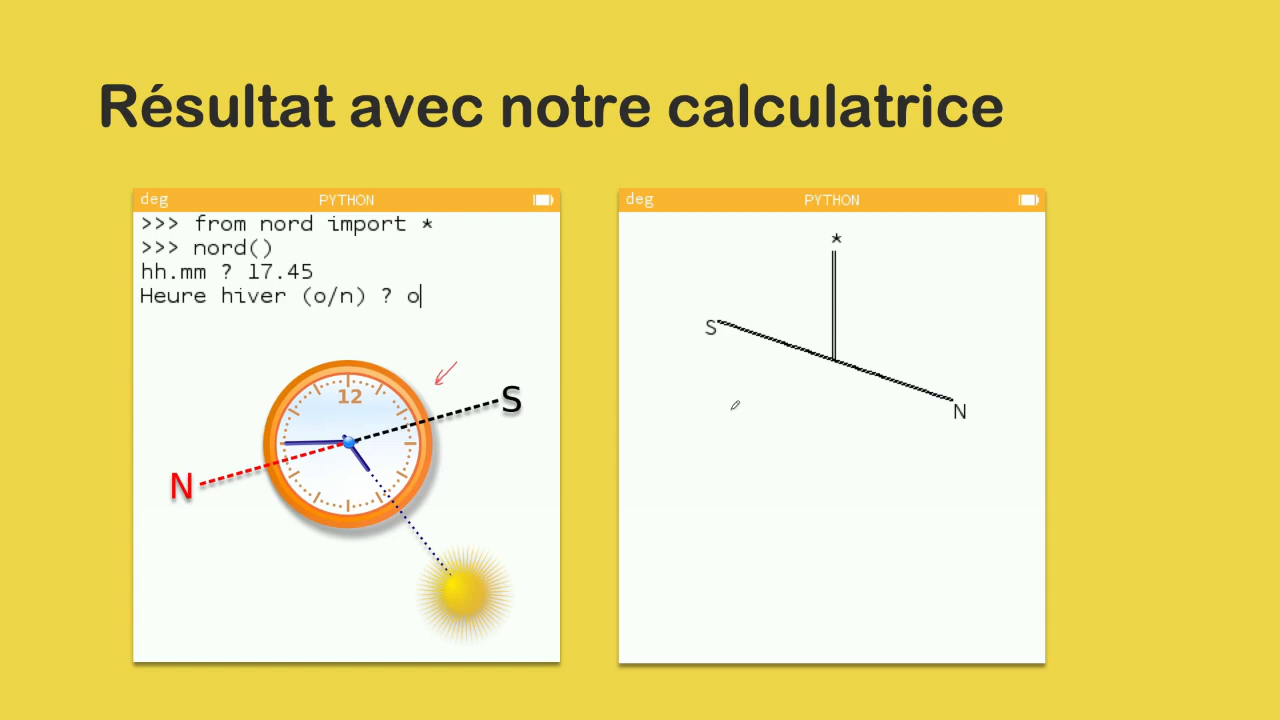 Résultat avec notre calculatrice
deg PYTHON
>>> from nord import *
>>> nord()
hh.mm ? 17.45
Heure hiver (o/n) ? o
12
S
N
deg PYTHON
*
S
N